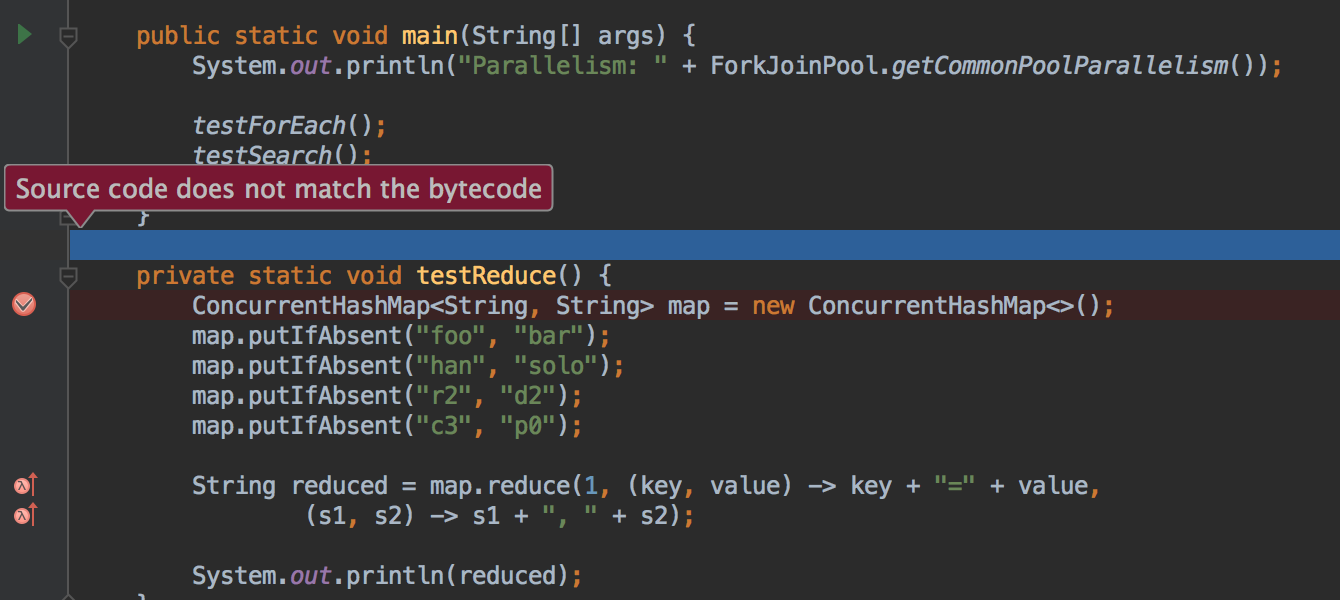 public static void main(String[] args) {
System.out.println("Parallelism: " + ForkJoinPool.getCommonPoolParallelism());
testForEach();
testSearch();
Source code does not match the bytecode
}
private static void testReduce() {
ConcurrentHashMap<String, String> map = new ConcurrentHashMap<>();
map.putIfAbsent("foo", "bar");
map.putIfAbsent("han", "solo");
map.putIfAbsent("r2", "d2");
map.putIfAbsent("c3", "p0");
String reduced = map.reduce(1, (key, value) -> key + "=" + value,
(s1, s2) -> s1 + ", " + s2);
System.out.println(reduced);
}